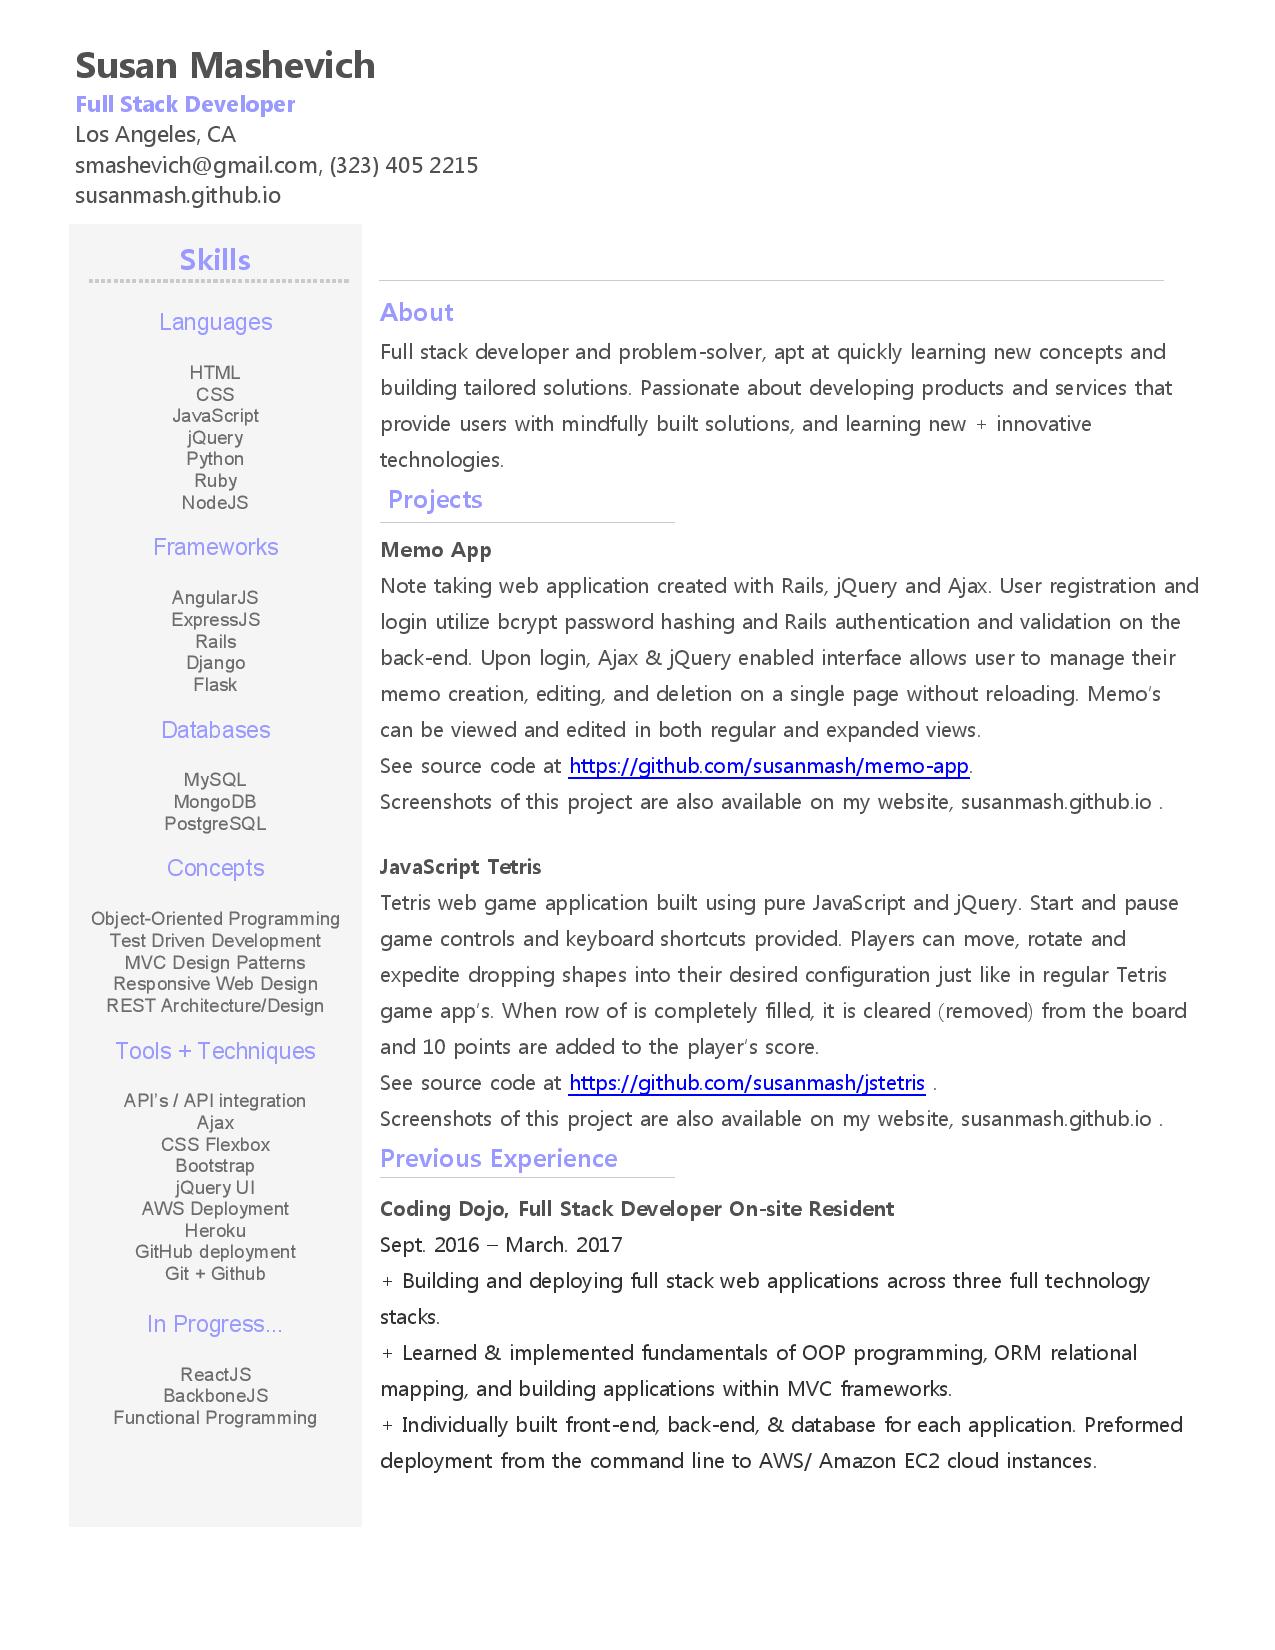 Susan Mashevich
Full Stack Developer
Los Angeles, CA
smashevich@gmail.com, (323) 405 2215
susanmash.github.io
Skills
Languages
HTML
CSS
JavaScript
jQuery
Python
Ruby
NodeJS
Frameworks
AngularJS
ExpressJS
Rails
Django
Flask
Databases
MySQL
MongoDB
PostgreSQL
Concepts
Object-Oriented Programming
Test Driven Development
MVC Design Patterns
Responsive Web Design
REST Architecture/Design
Tools + Techniques
API's / API integration
Ajax
CSS Flexbox
Bootstrap
jQuery UI
AWS Deployment
Heroku
GitHub deployment
Git + Github
In Progress...
ReactJS
BackboneJS
Functional Programming
About
Full stack developer and problem-solver, apt at quickly learning new concepts and
building tailored solutions. Passionate about developing products and services that
provide users with mindfully built solutions, and learning new + innovative
technologies.
Projects
Memo App
Note taking web application created with Rails, jQuery and Ajax. User registration and
login utilize bcrypt password hashing and Rails authentication and validation on the
back-end. Upon login, Ajax & jQuery enabled interface allows user to manage their
memo creation, editing, and deletion on a single page without reloading. Memo's
can be viewed and edited in both regular and expanded views.
See source code at https://github.com/susanmash/memo-app.
Screenshots of this project are also available on my website, susanmash.github.io .
JavaScript Tetris
Tetris web game application built using pure JavaScript and jQuery. Start and pause
game controls and keyboard shortcuts provided. Players can move, rotate and
expedite dropping shapes into their desired configuration just like in regular Tetris
game app's. When row of is completely filled, it is cleared (removed) from the board
and 10 points are added to the player's score.
See source code at https://github.com/susanmash/jstetris .
Screenshots of this project are also available on my website, susanmash.github.io .
Previous Experience
Coding Dojo, Full Stack Developer On-site Resident
Sept. 2016 – March. 2017
+ Building and deploying full stack web applications across three full technology
stacks.
+ Learned & implemented fundamentals of OOP programming, ORM relational
mapping, and building applications within MVC frameworks.
+ Individually built front-end, back-end, & database for each application. Preformed
deployment from the command line to AWS/ Amazon EC2 cloud instances.